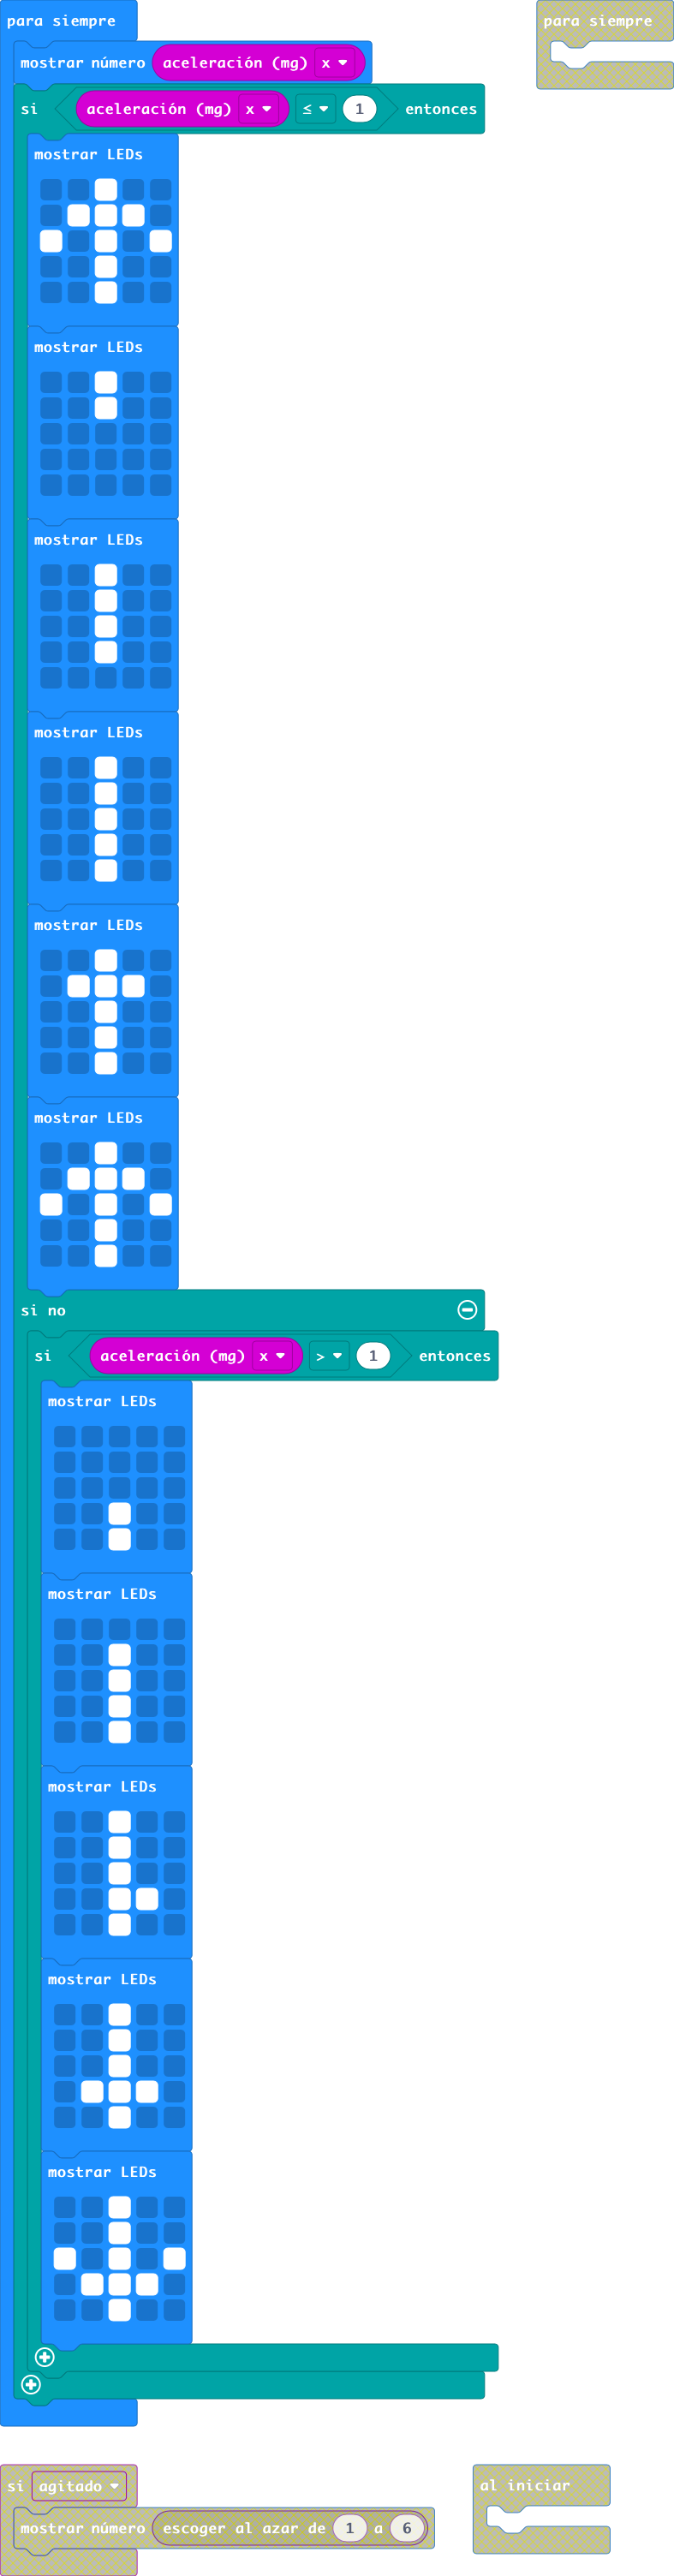 para siempre
para siempre
mostrar número aceleración (mg) x
si aceleración (mg) x ≤ 1 entonces
mostrar LEDs
mostrar LEDs
mostrar LEDs
mostrar LEDs
mostrar LEDs
mostrar LEDs
si no
si aceleración (mg) x > 1 entonces
mostrar LEDs
mostrar LEDs
mostrar LEDs
mostrar LEDs
mostrar LEDs
si agitado
al iniciar
mostrar número escoger al azar de 1 a 6